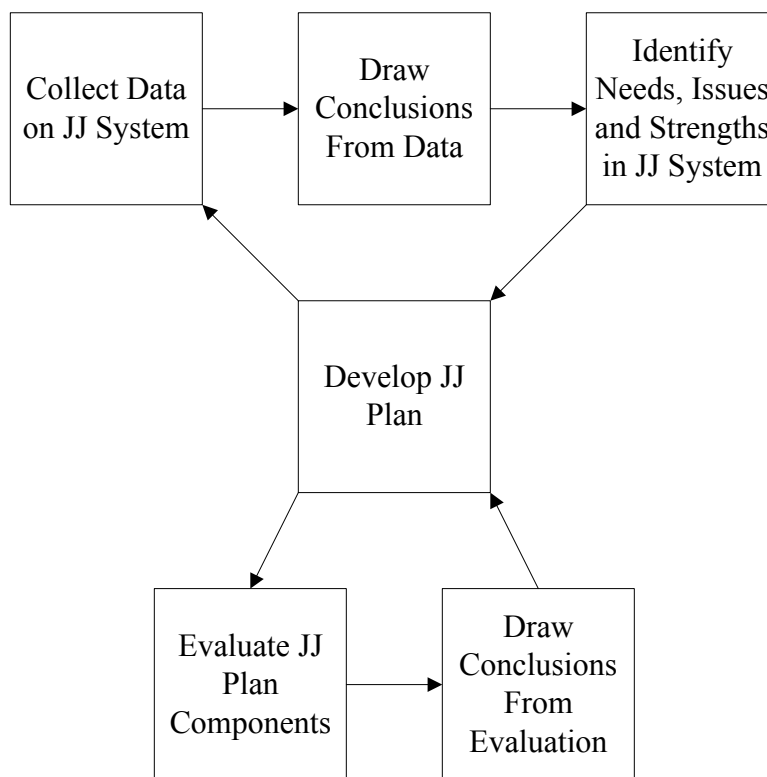 Collect Data
on JJ System
Draw
Conclusions
From Data
Identify
Needs, Issues
and Strengths
in JJ System
Develop JJ
Plan
Evaluate JJ
Plan
Components
Draw
Conclusions
From
Evaluation